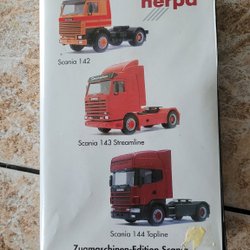 herpa
Scania 142
Scania 143 Streamline
Scania 144 Topline
Zugmaschinen-Edition Scania